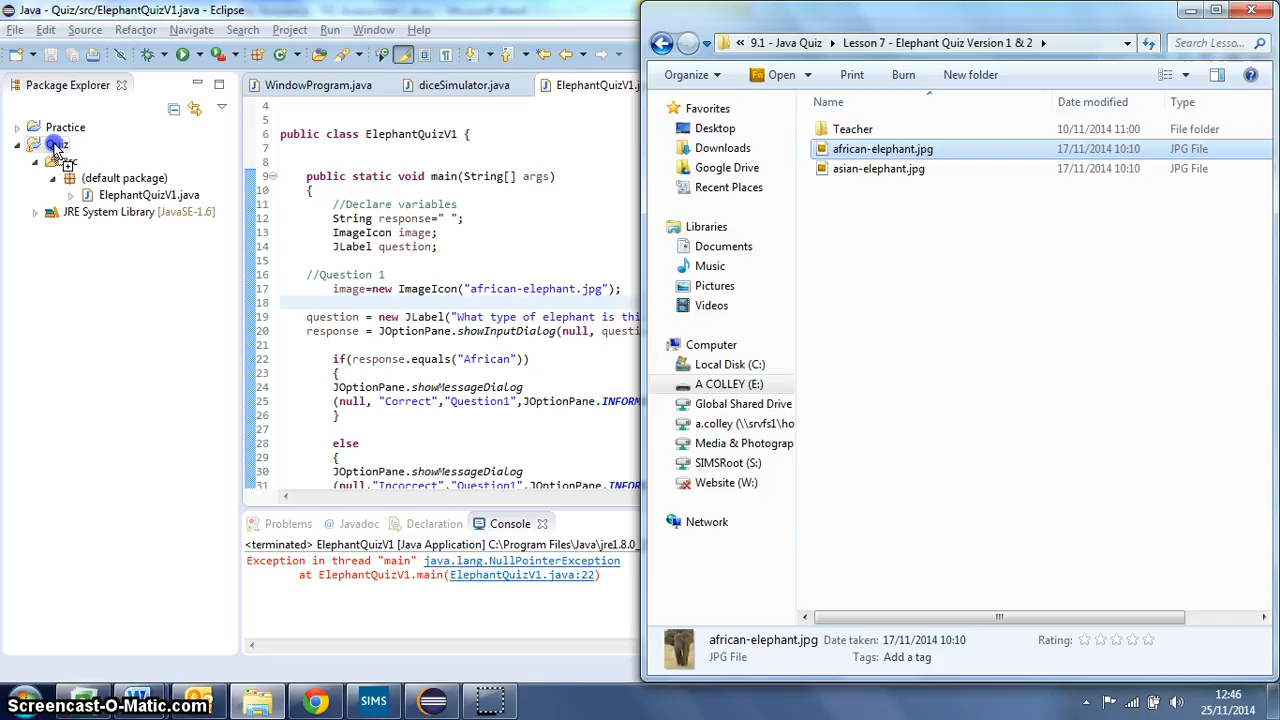 Java - Quiz/src/ElephantQuizV1.java - Eclipse
File Edit Source Refactor Navigate Search Project Run Window Help
Package Explorer
Practice
(default package)
ElephantQuizV1.java
JRE System Library [JavaSE-1.6]
WindowProgram.java
diceSimulator.java
ElephantQuizV1.j
4
5
6 public class ElephantQuizV1 {
7
8
9 public static void main(String[] args)
10 {
11 //Declare variables
12 String response=" ";
13 ImageIcon image;
14 JLabel question;
15
16 //Question 1
17 image=new ImageIcon("african-elephant.jpg");
18
19 question = new JLabel("What type of elephant is thi
20 response = JOptionPane.showInputDialog(null, questi
21
22 if(response.equals("African"))
23 {
24 JOptionPane.showMessageDialog
25 (null, "Correct","Question1",JOptionPane.INFORM
26 }
27
28 else
29 {
30 JOptionPane.showMessageDialog
31 (null,"Incorrect","Question1",JOptionPane.INFORM
Problems Javadoc Declaration Console
<terminated> ElephantQuizV1 [Java Application] C:\Program Files\Java\jre1.8.0_
Exception in thread "main" java.lang.NullPointerException
at ElephantQuizV1.main(ElephantQuizV1.java:22)
« 9.1 - Java Quiz ▸ Lesson 7 - Elephant Quiz Version 1 & 2 ▸
Search Lesso...
Organize Open Print Burn New folder
Favorites
Desktop
Downloads
Google Drive
Recent Places
Libraries
Documents
Music
Pictures
Videos
Computer
Local Disk (C:)
A COLLEY (E:)
Global Shared Drive
a.colley (\\srvfs1\ho
Media & Photograp
SIMSRoot (S:)
Website (W:)
Network
Name Date modified Type
Teacher 10/11/2014 11:00 File folder
african-elephant.jpg 17/11/2014 10:10 JPG File
asian-elephant.jpg 17/11/2014 10:10 JPG File
african-elephant.jpg Date taken: 17/11/2014 10:10 Rating:
JPG File Tags: Add a tag
SIMS
12:46
25/11/2014
Screencast-O-Matic.com